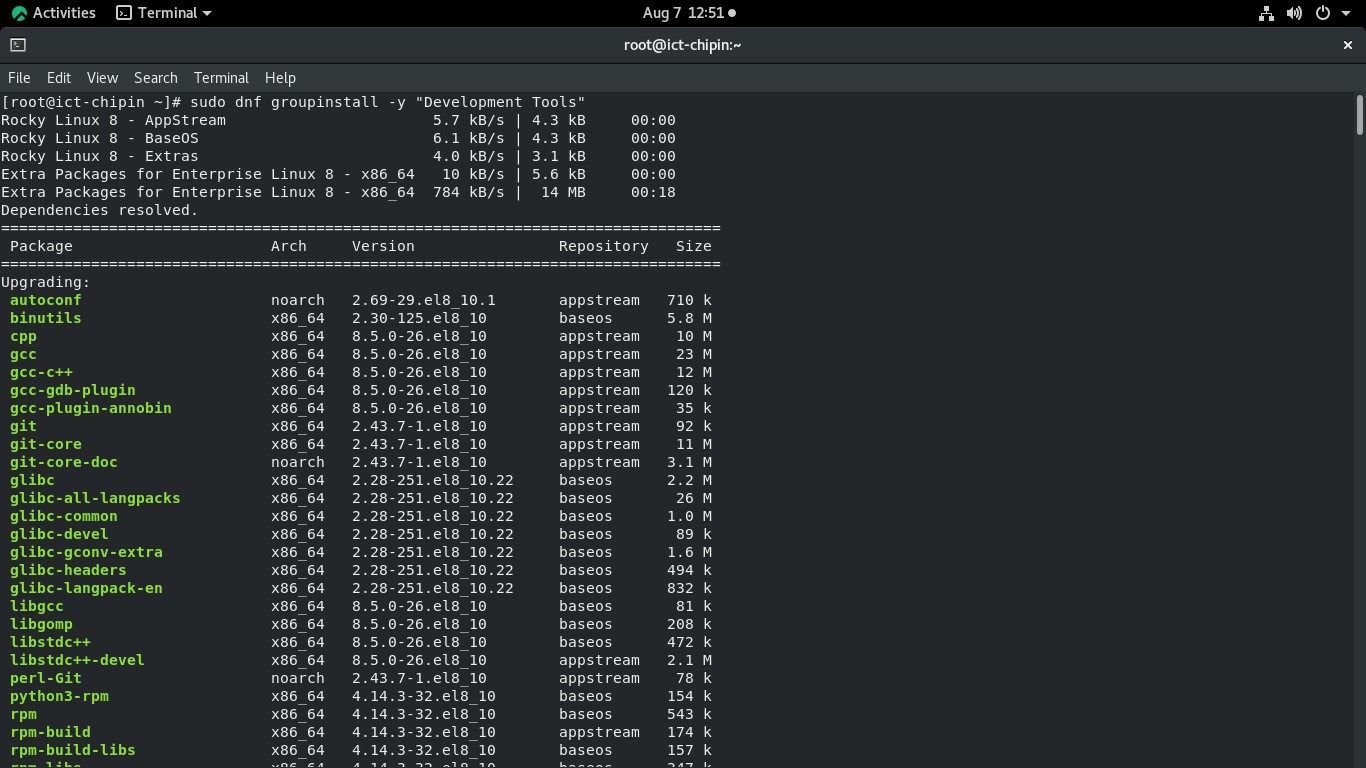 Activities Terminal Aug 7 12:51
root@ict-chipin:~
File Edit View Search Terminal Help
[root@ict-chipin ~]# sudo dnf groupinstall -y "Development Tools"
Rocky Linux 8 - AppStream                       5.7 kB/s | 4.3 kB     00:00
Rocky Linux 8 - BaseOS                          6.1 kB/s | 4.3 kB     00:00
Rocky Linux 8 - Extras                          4.0 kB/s | 3.1 kB     00:00
Extra Packages for Enterprise Linux 8 - x86_64   10 kB/s | 5.6 kB     00:00
Extra Packages for Enterprise Linux 8 - x86_64  784 kB/s |  14 MB     00:18
Dependencies resolved.
================================================================================
 Package                      Arch     Version                Repository   Size
================================================================================
Upgrading:
 autoconf                     noarch   2.69-29.el8_10.1       appstream   710 k
 binutils                     x86_64   2.30-125.el8_10        baseos      5.8 M
 cpp                          x86_64   8.5.0-26.el8_10        appstream    10 M
 gcc                          x86_64   8.5.0-26.el8_10        appstream    23 M
 gcc-c++                      x86_64   8.5.0-26.el8_10        appstream    12 M
 gcc-gdb-plugin               x86_64   8.5.0-26.el8_10        appstream   120 k
 gcc-plugin-annobin           x86_64   8.5.0-26.el8_10        appstream    35 k
 git                          x86_64   2.43.7-1.el8_10        appstream    92 k
 git-core                     x86_64   2.43.7-1.el8_10        appstream    11 M
 git-core-doc                 noarch   2.43.7-1.el8_10        appstream   3.1 M
 glibc                        x86_64   2.28-251.el8_10.22     baseos      2.2 M
 glibc-all-langpacks          x86_64   2.28-251.el8_10.22     baseos       26 M
 glibc-common                 x86_64   2.28-251.el8_10.22     baseos      1.0 M
 glibc-devel                  x86_64   2.28-251.el8_10.22     baseos       89 k
 glibc-gconv-extra            x86_64   2.28-251.el8_10.22     baseos      1.6 M
 glibc-headers                x86_64   2.28-251.el8_10.22     baseos      494 k
 glibc-langpack-en            x86_64   2.28-251.el8_10.22     baseos      832 k
 libgcc                       x86_64   8.5.0-26.el8_10        baseos       81 k
 libgomp                      x86_64   8.5.0-26.el8_10        baseos      208 k
 libstdc++                    x86_64   8.5.0-26.el8_10        baseos      472 k
 libstdc++-devel              x86_64   8.5.0-26.el8_10        appstream   2.1 M
 perl-Git                     noarch   2.43.7-1.el8_10        appstream    78 k
 python3-rpm                  x86_64   4.14.3-32.el8_10       baseos      154 k
 rpm                          x86_64   4.14.3-32.el8_10       baseos      543 k
 rpm-build                    x86_64   4.14.3-32.el8_10       appstream   174 k
 rpm-build-libs               x86_64   4.14.3-32.el8_10       baseos      157 k
 rpm-libs                     x86_64   4.14.3-32.el8_10       baseos      347 k